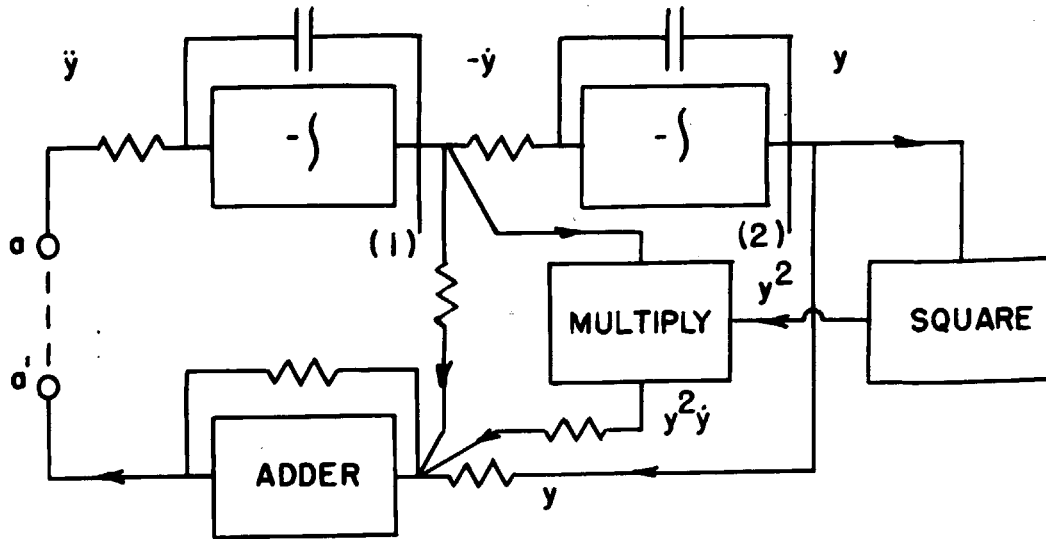 ÿ
-ẏ
y
-∫
-∫
a
(1)
(2)
y²
MULTIPLY
SQUARE
a'
y²ẏ
ADDER
y